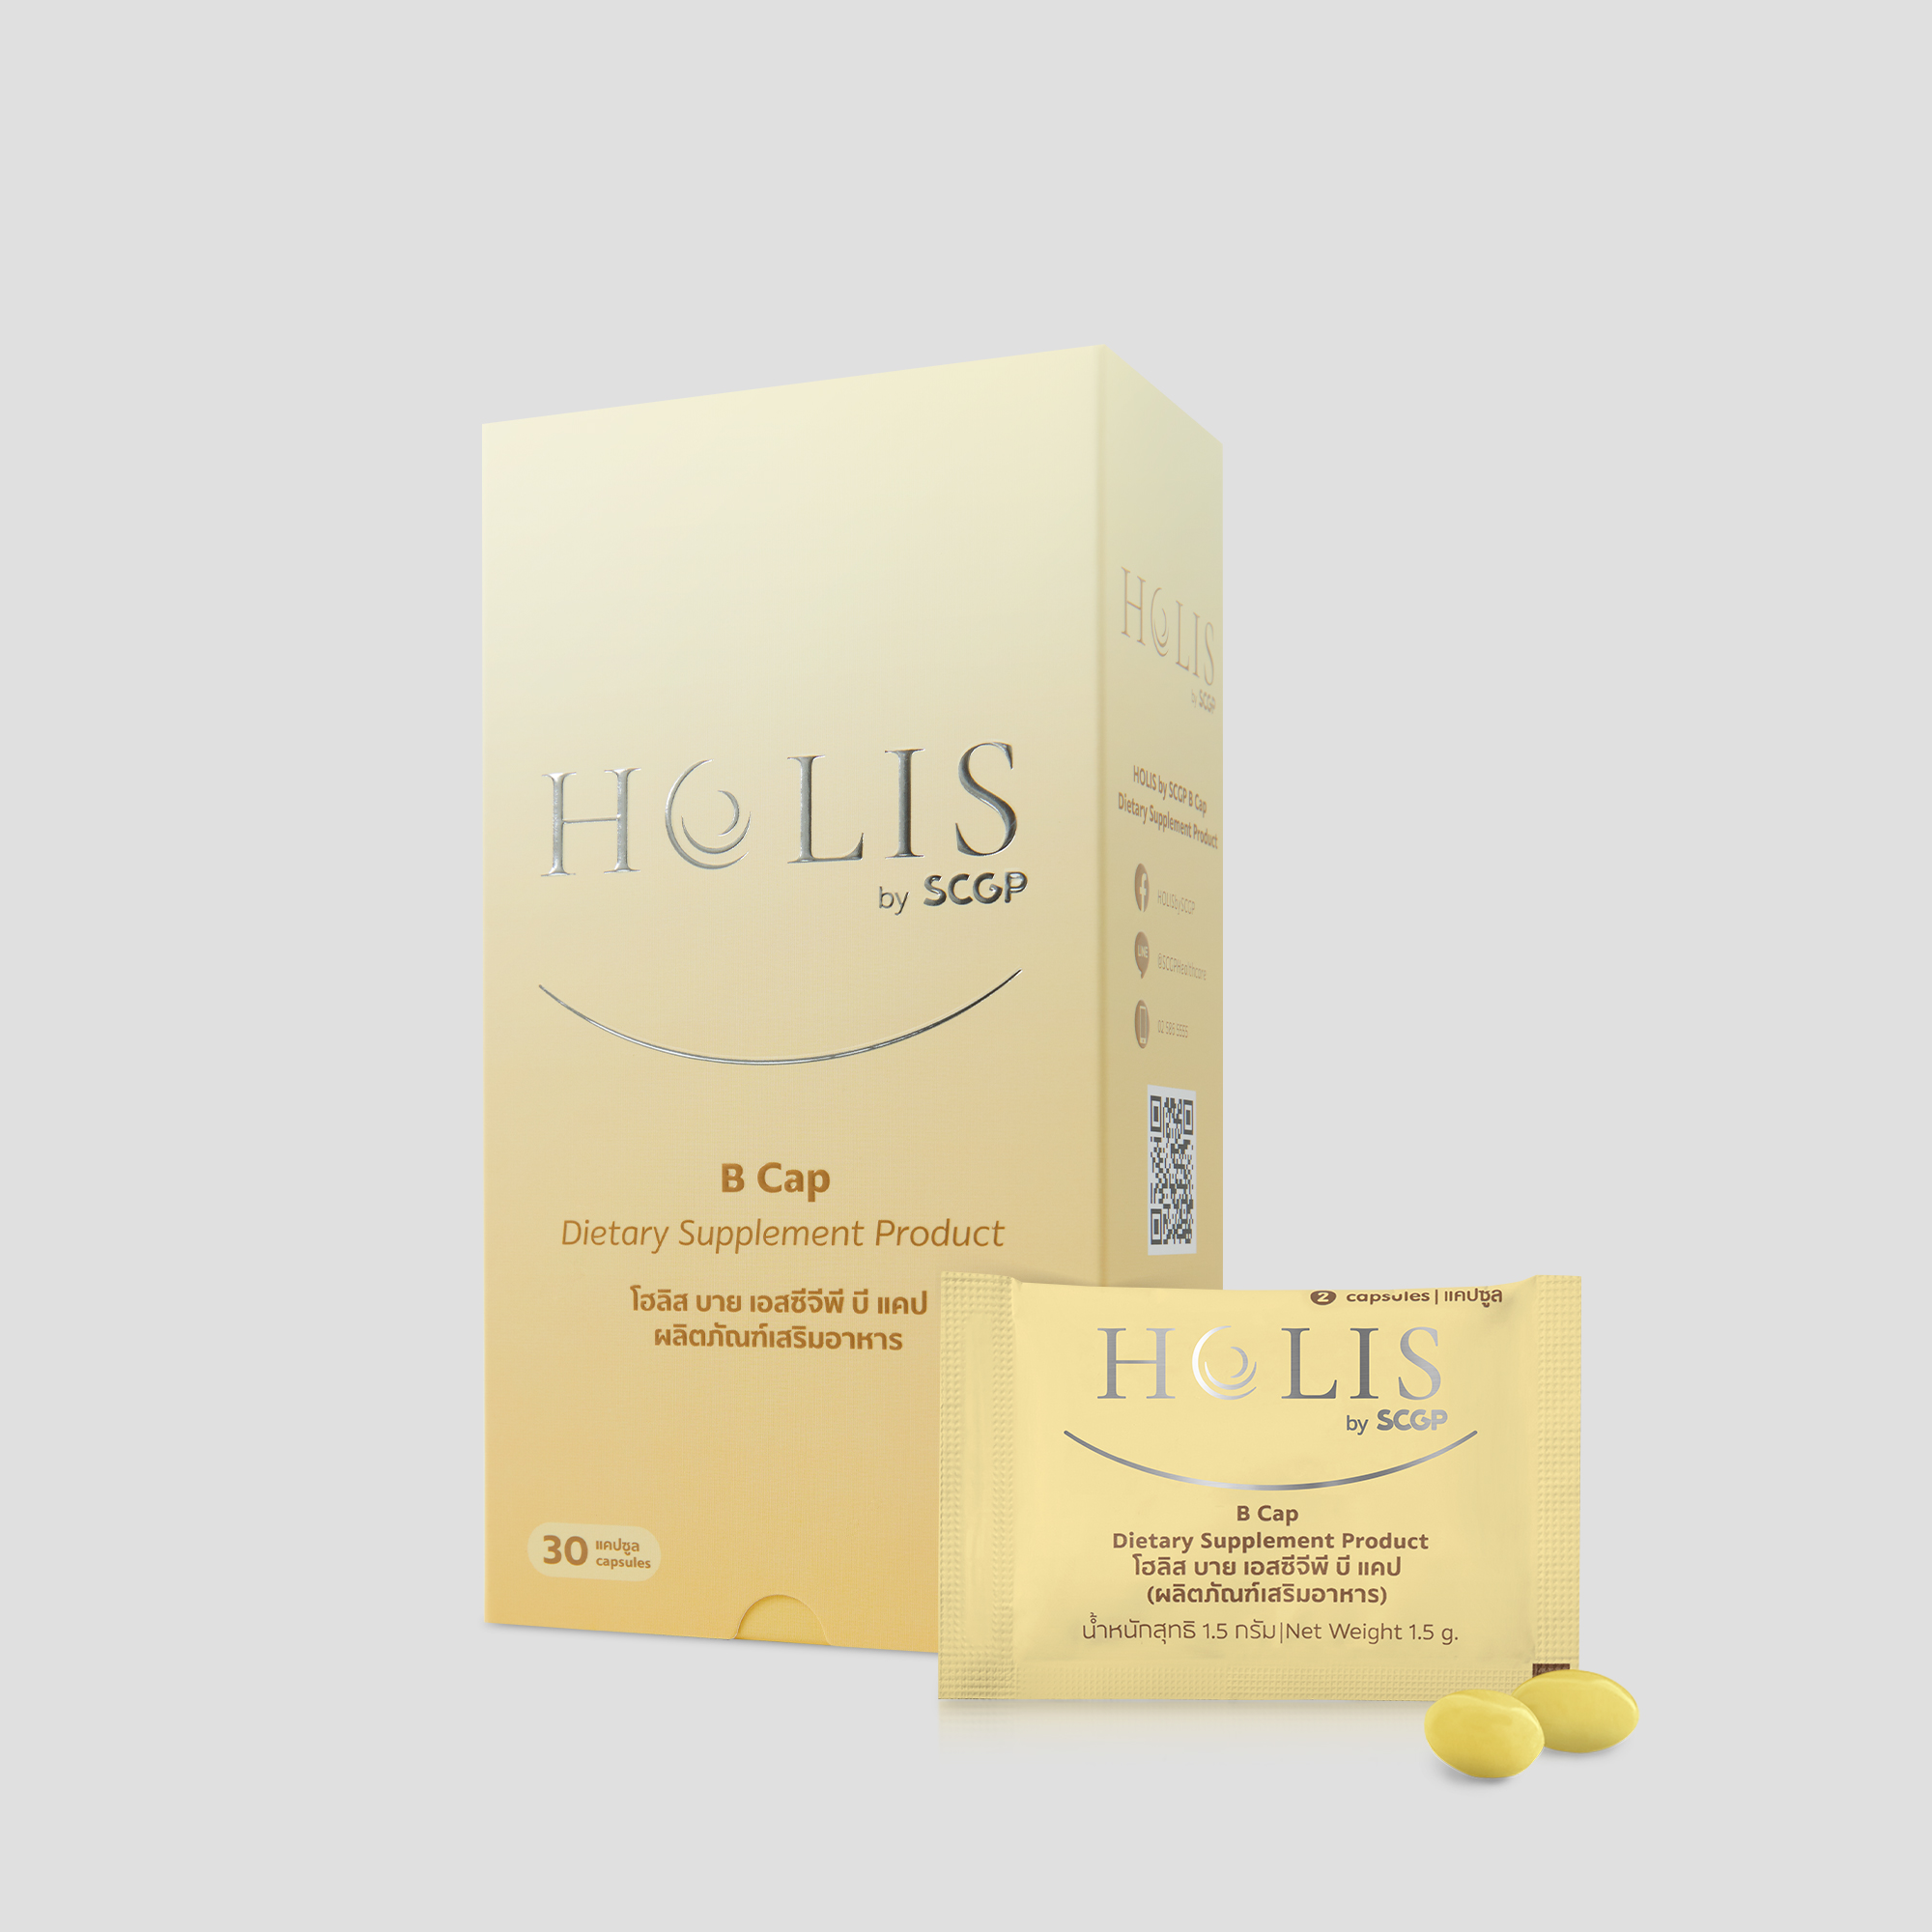 HOLIS
by SCGP
B Cap
Dietary Supplement Product
โฮลิส บาย เอสซีจีพี บี แคป
ผลิตภัณฑ์เสริมอาหาร
30 แคปซูล
capsules
HOLIS
by SCGP
HOLIS by SCGP B Cap
Dietary Supplement Product
HOLISbySCGP
LINE @SCGPHealthcare
02 586 5555
2 capsules | แคปซูล
HOLIS
by SCGP
B Cap
Dietary Supplement Product
โฮลิส บาย เอสซีจีพี บี แคป
(ผลิตภัณฑ์เสริมอาหาร)
น้ำหนักสุทธิ 1.5 กรัม|Net Weight 1.5 g.